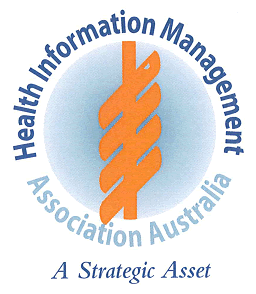 Health Information Management
Association Australia
A Strategic Asset